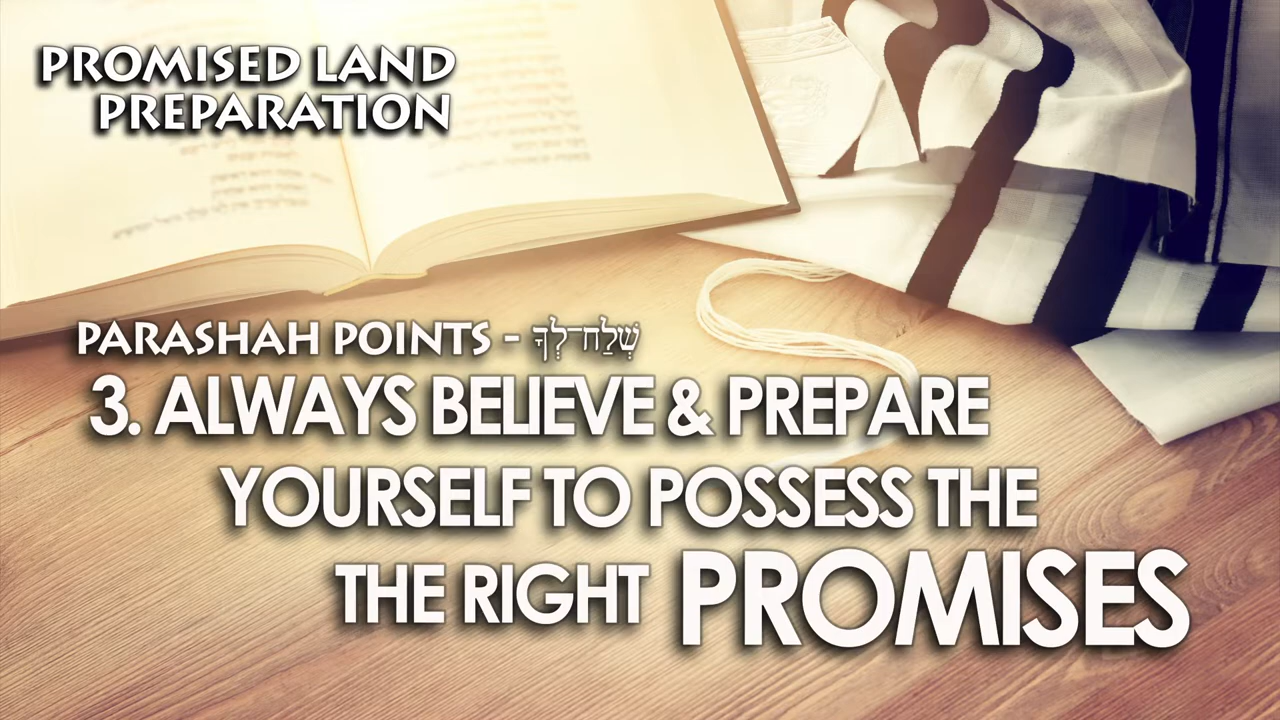 PROMISED LAND
PREPARATION
PARASHAH POINTS - שְׁלַח־לְךָ
3. ALWAYS BELIEVE & PREPARE
YOURSELF TO POSSESS THE
THE RIGHT PROMISES